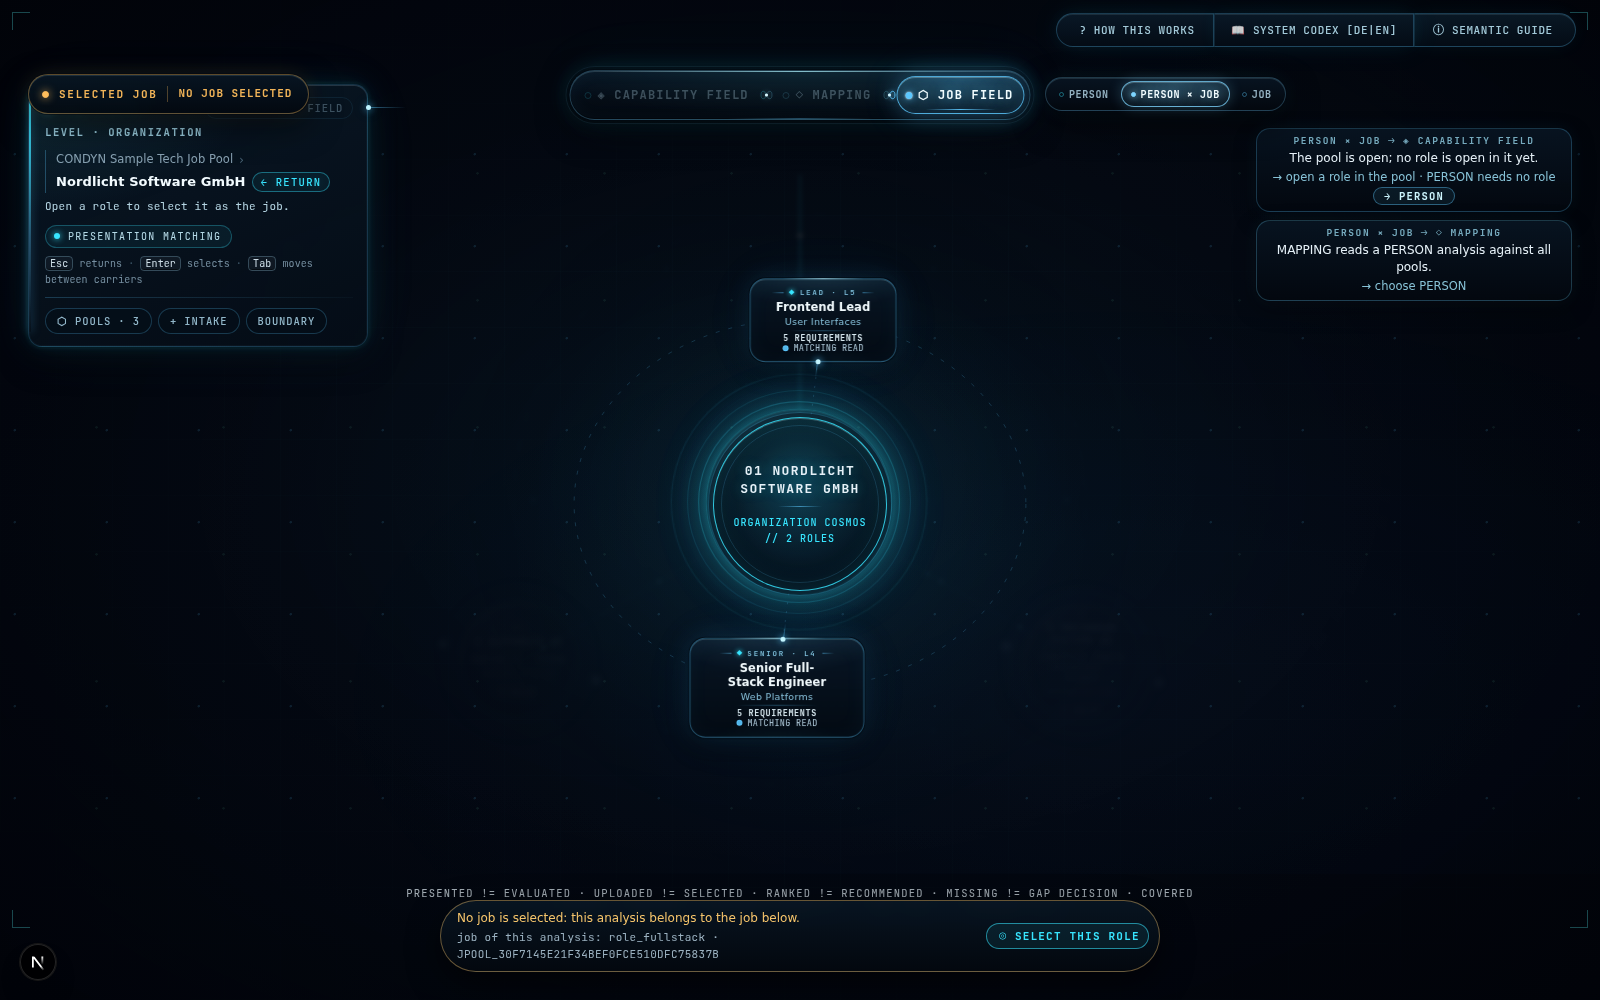 ? HOW THIS WORKS
SYSTEM CODEX [DE|EN]
SEMANTIC GUIDE
SELECTED JOB | NO JOB SELECTED
FIELD
CAPABILITY FIELD
MAPPING
JOB FIELD
PERSON
PERSON × JOB
JOB
LEVEL · ORGANIZATION
CONDYN Sample Tech Job Pool ›
Nordlicht Software GmbH ← RETURN
Open a role to select it as the job.
PRESENTATION MATCHING
Esc returns · Enter selects · Tab moves
between carriers
POOLS · 3
+ INTAKE
BOUNDARY
PERSON × JOB → ◈ CAPABILITY FIELD
The pool is open; no role is open in it yet.
→ open a role in the pool · PERSON needs no role
→ PERSON
PERSON × JOB → ◇ MAPPING
MAPPING reads a PERSON analysis against all
pools.
→ choose PERSON
LEAD · L5
Frontend Lead
User Interfaces
5 REQUIREMENTS
MATCHING READ
01 NORDLICHT
SOFTWARE GMBH
ORGANIZATION COSMOS
// 2 ROLES
SENIOR · L4
Senior Full-
Stack Engineer
Web Platforms
5 REQUIREMENTS
MATCHING READ
PRESENTED != EVALUATED · UPLOADED != SELECTED · RANKED != RECOMMENDED · MISSING != GAP DECISION · COVERED
No job is selected: this analysis belongs to the job below.
job of this analysis: role_fullstack ·
JPOOL_30F7145E21F34BEF0FCE510DFC75837B
◎ SELECT THIS ROLE
N